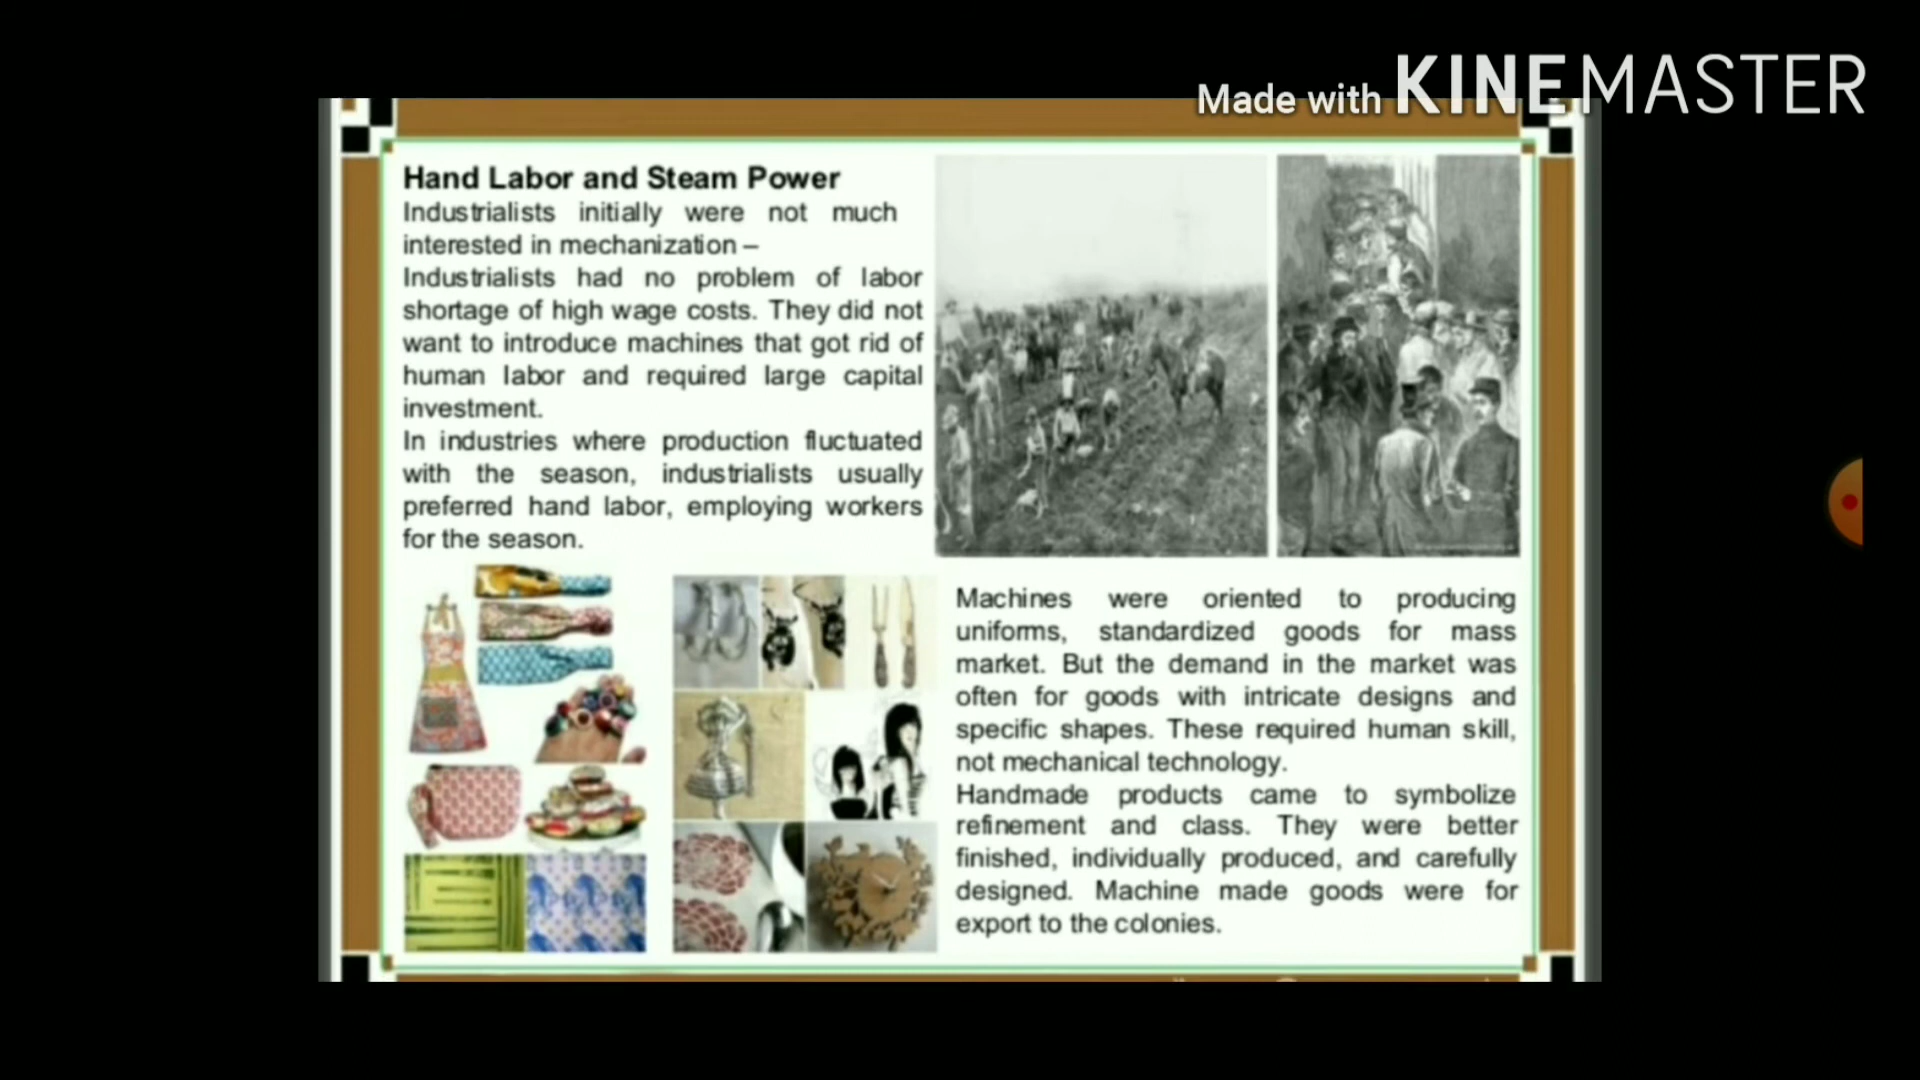 Made with KINEMASTER
Hand Labor and Steam Power
Industrialists initially were not much
interested in mechanization –
Industrialists had no problem of labor
shortage of high wage costs. They did not
want to introduce machines that got rid of
human labor and required large capital
investment.
In industries where production fluctuated
with the season, industrialists usually
preferred hand labor, employing workers
for the season.
Machines were oriented to producing
uniforms, standardized goods for mass
market. But the demand in the market was
often for goods with intricate designs and
specific shapes. These required human skill,
not mechanical technology.
Handmade products came to symbolize
refinement and class. They were better
finished, individually produced, and carefully
designed. Machine made goods were for
export to the colonies.